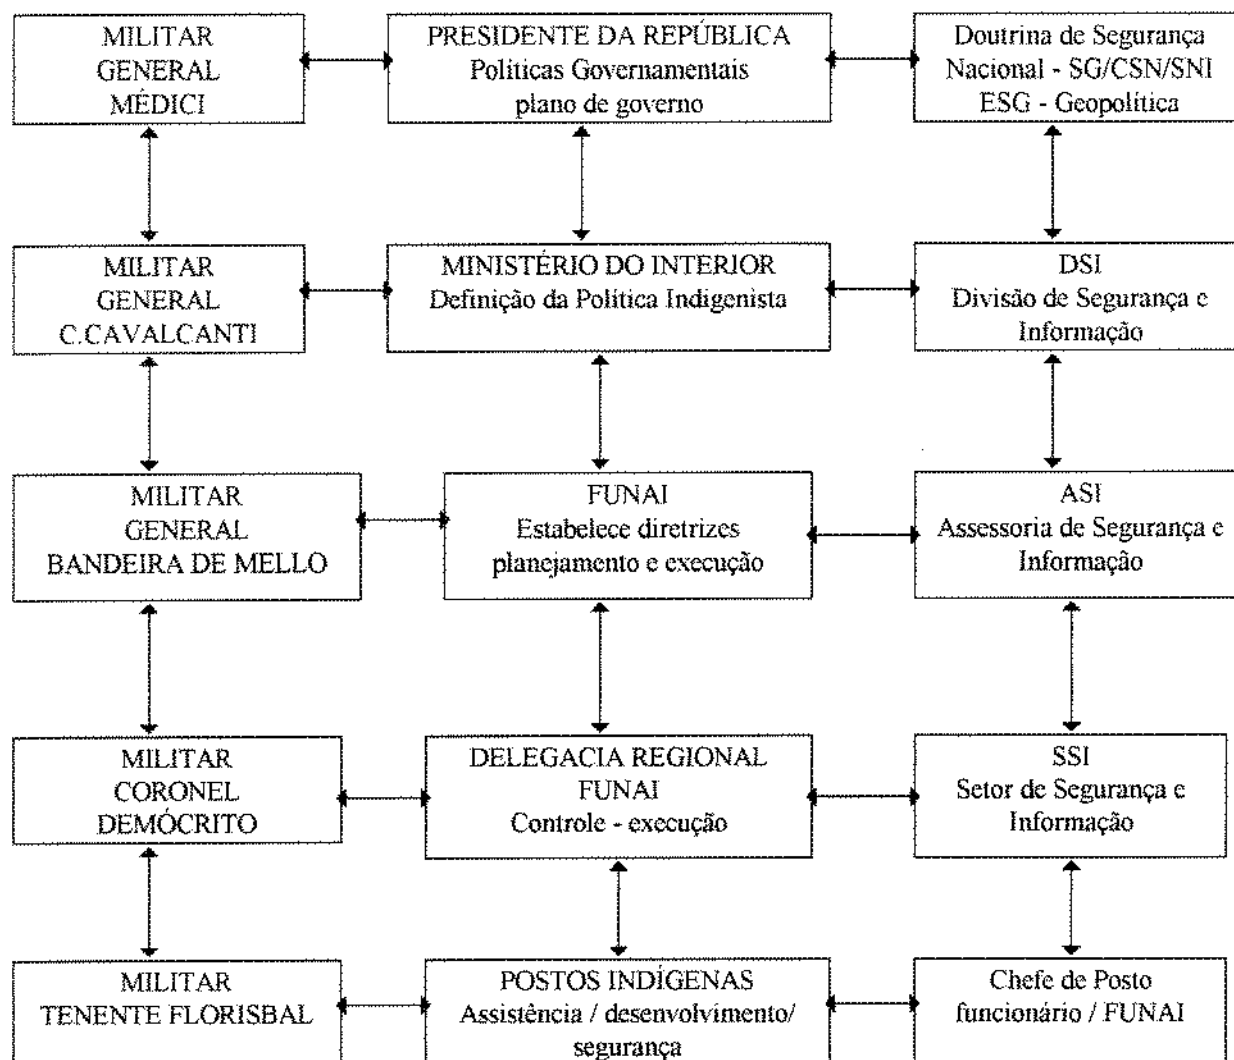 MILITAR
GENERAL
MÉDICI
PRESIDENTE DA REPÚBLICA
Políticas Governamentais
plano de governo
Doutrina de Segurança
Nacional - SG/CSN/SNI
ESG - Geopolítica
MILITAR
GENERAL
C.CAVALCANTI
MINISTÉRIO DO INTERIOR
Definição da Política Indigenista
DSI
Divisão de Segurança e
Informação
MILITAR
GENERAL
BANDEIRA DE MELLO
FUNAI
Estabelece diretrizes
planejamento e execução
ASI
Assessoria de Segurança e
Informação
MILITAR
CORONEL
DEMÓCRITO
DELEGACIA REGIONAL
FUNAI
Controle - execução
SSI
Setor de Segurança e
Informação
MILITAR
TENENTE FLORISBAL
POSTOS INDÍGENAS
Assistência / desenvolvimento/
segurança
Chefe de Posto
funcionário / FUNAI